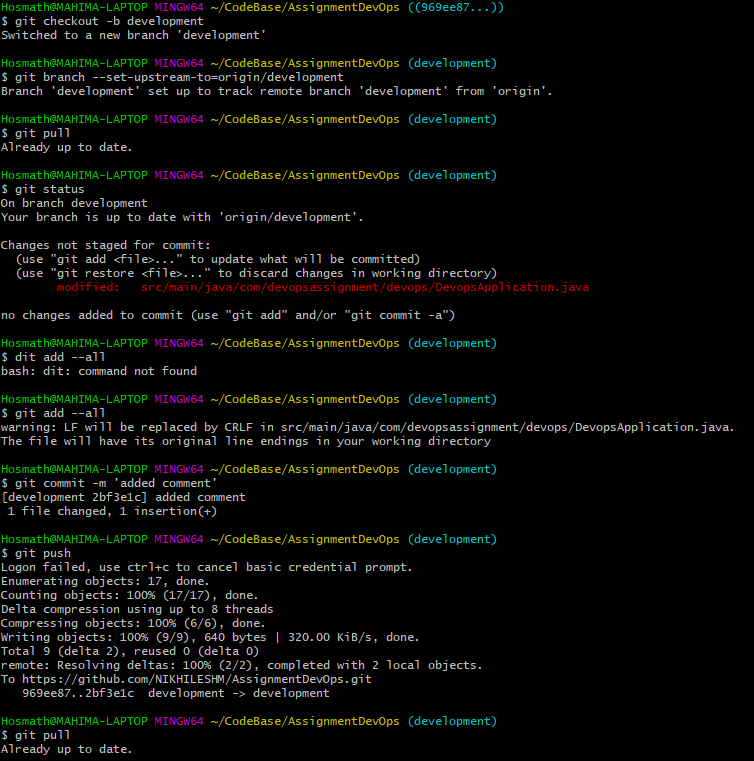 Hosmath@MAHIMA-LAPTOP MINGW64 ~/CodeBase/AssignmentDevOps ((969ee87...))
$ git checkout -b development
Switched to a new branch 'development'
Hosmath@MAHIMA-LAPTOP MINGW64 ~/CodeBase/AssignmentDevOps (development)
$ git branch --set-upstream-to=origin/development
Branch 'development' set up to track remote branch 'development' from 'origin'.
Hosmath@MAHIMA-LAPTOP MINGW64 ~/CodeBase/AssignmentDevOps (development)
$ git pull
Already up to date.
Hosmath@MAHIMA-LAPTOP MINGW64 ~/CodeBase/AssignmentDevOps (development)
$ git status
On branch development
Your branch is up to date with 'origin/development'.
Changes not staged for commit:
  (use "git add <file>..." to update what will be committed)
  (use "git restore <file>..." to discard changes in working directory)
        modified:   src/main/java/com/devopsassignment/devops/DevopsApplication.java
no changes added to commit (use "git add" and/or "git commit -a")
Hosmath@MAHIMA-LAPTOP MINGW64 ~/CodeBase/AssignmentDevOps (development)
$ dit add --all
bash: dit: command not found
Hosmath@MAHIMA-LAPTOP MINGW64 ~/CodeBase/AssignmentDevOps (development)
$ git add --all
warning: LF will be replaced by CRLF in src/main/java/com/devopsassignment/devops/DevopsApplication.java.
The file will have its original line endings in your working directory
Hosmath@MAHIMA-LAPTOP MINGW64 ~/CodeBase/AssignmentDevOps (development)
$ git commit -m 'added comment'
[development 2bf3e1c] added comment
 1 file changed, 1 insertion(+)
Hosmath@MAHIMA-LAPTOP MINGW64 ~/CodeBase/AssignmentDevOps (development)
$ git push
Logon failed, use ctrl+c to cancel basic credential prompt.
Enumerating objects: 17, done.
Counting objects: 100% (17/17), done.
Delta compression using up to 8 threads
Compressing objects: 100% (6/6), done.
Writing objects: 100% (9/9), 640 bytes | 320.00 KiB/s, done.
Total 9 (delta 2), reused 0 (delta 0)
remote: Resolving deltas: 100% (2/2), completed with 2 local objects.
To https://github.com/NIKHILESHM/AssignmentDevOps.git
   969ee87..2bf3e1c  development -> development
Hosmath@MAHIMA-LAPTOP MINGW64 ~/CodeBase/AssignmentDevOps (development)
$ git pull
Already up to date.